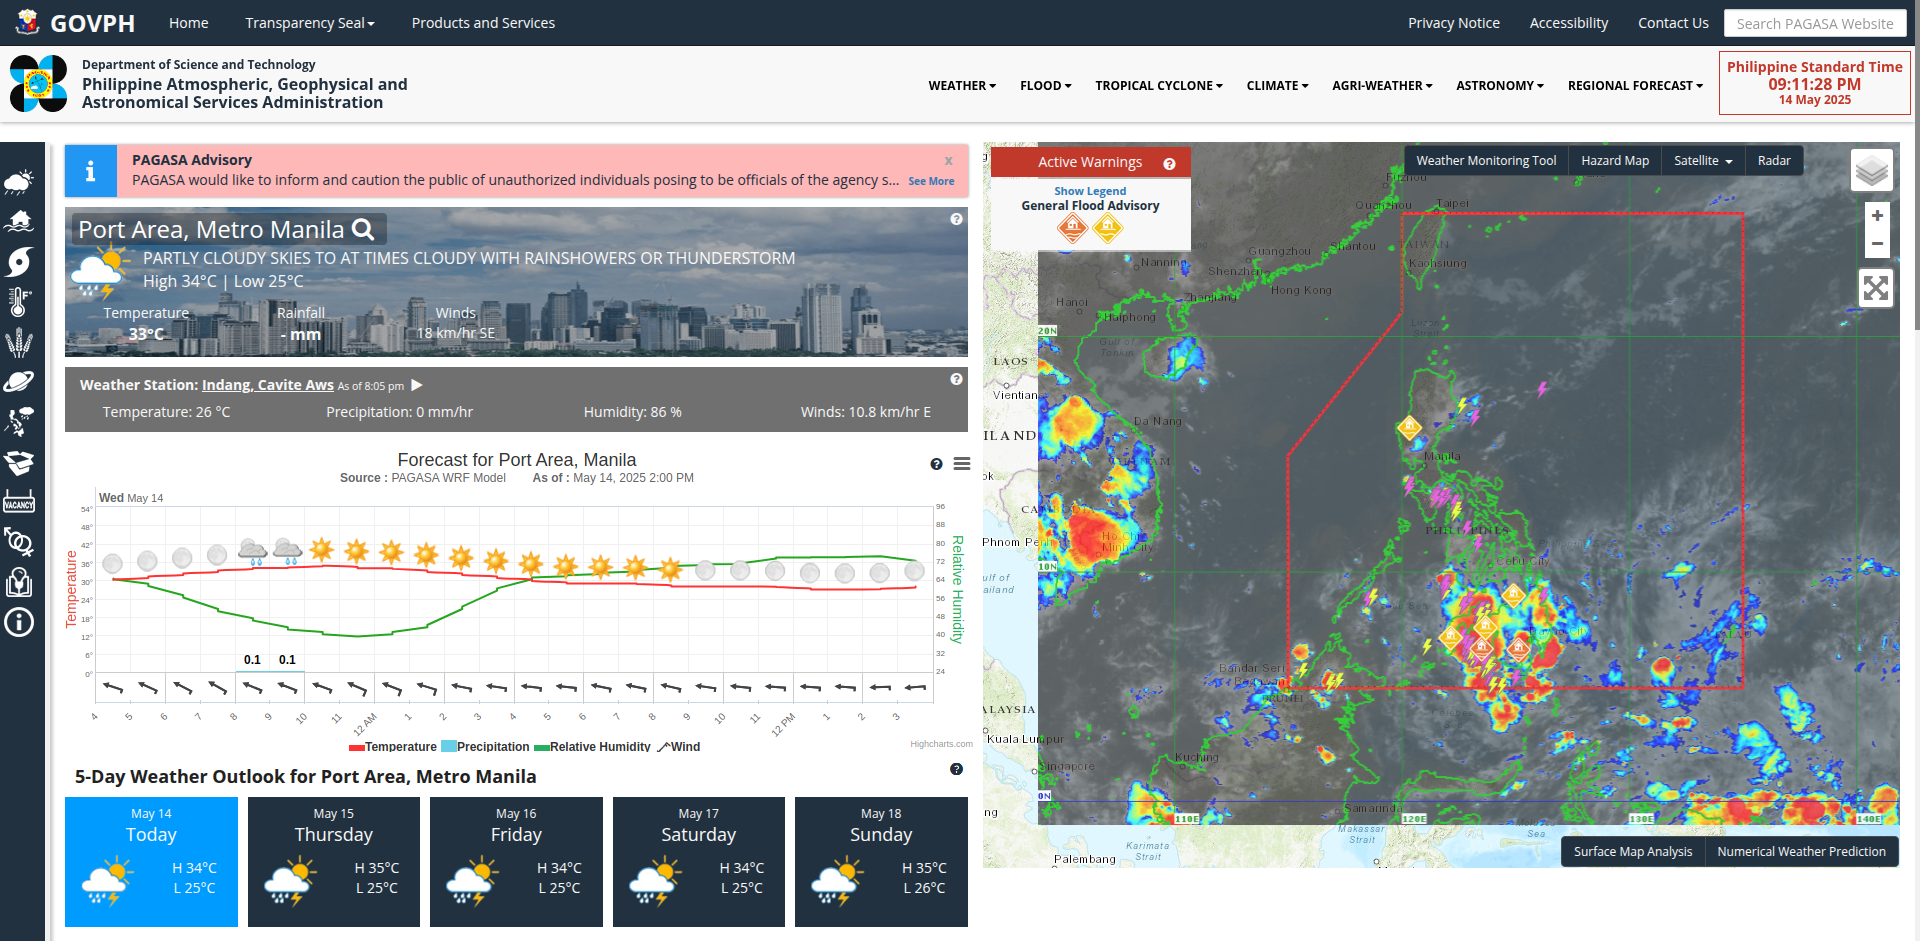 GOVPH
Home
Transparency Seal
Products and Services
Privacy Notice
Accessibility
Contact Us
Search PAGASA Website
Department of Science and Technology
Philippine Atmospheric, Geophysical and
Astronomical Services Administration
WEATHER
FLOOD
TROPICAL CYCLONE
CLIMATE
AGRI-WEATHER
ASTRONOMY
REGIONAL FORECAST
Philippine Standard Time
09:11:28 PM
14 May 2025
F°
VACANCY
i
PAGASA Advisory
x
PAGASA would like to inform and caution the public of unauthorized individuals posing to be officials of the agency s... See More
Port Area, Metro Manila
?
PARTLY CLOUDY SKIES TO AT TIMES CLOUDY WITH RAINSHOWERS OR THUNDERSTORM
High 34°C | Low 25°C
Temperature
33°C
Rainfall
- mm
Winds
18 km/hr SE
Weather Station: Indang, Cavite Aws As of 8:05 pm
?
Temperature: 26 °C
Precipitation: 0 mm/hr
Humidity: 86 %
Winds: 10.8 km/hr E
Forecast for Port Area, Manila
?
Source : PAGASA WRF Model As of : May 14, 2025 2:00 PM
Wed May 14
Temperature
54°
48°
42°
36°
30°
24°
18°
12°
6°
0°
0.1
0.1
96
88
80
72
64
56
48
40
32
24
Relative Humidity
4
5
6
7
8
9
10
11
12 AM
1
2
3
4
5
6
7
8
9
10
11
12 PM
1
2
3
Temperature
Precipitation
Relative Humidity
Wind
Highcharts.com
5-Day Weather Outlook for Port Area, Metro Manila
?
May 14
Today
H 34°C
L 25°C
May 15
Thursday
H 35°C
L 25°C
May 16
Friday
H 34°C
L 25°C
May 17
Saturday
H 34°C
L 25°C
May 18
Sunday
H 35°C
L 26°C
Active Warnings
?
Show Legend
General Flood Advisory
Weather Monitoring Tool
Hazard Map
Satellite
Radar
+
−
Fuzhou
Quanzhou
Taipei
TAIWAN
Kaohsiung
Guangzhou
Shantou
Nanning
Shenzhen
Hong Kong
Zhanjiang
Hanoi
Haiphong
20N
Luzon
Strait
Gulf of
Tonkin
LAOS
Vientian
Da Nang
ILAND
VIETNAM
ok
Manila
CAMBODIA
PHILIPPINES
Phnom Pen
Ho Chi
Minh City
Cebu City
10N
ulf of
ailand
Davao City
PALAU
Bandar Seri
Begawan
BRUNEI
ALAYSIA
Kuala Lumpur
Kuching
Singapore
0N
ng
Samarinda
110E
120E
130E
140E
Makassar
Strait
Karimata
Strait
Palembang
Sea
Surface Map Analysis
Numerical Weather Prediction